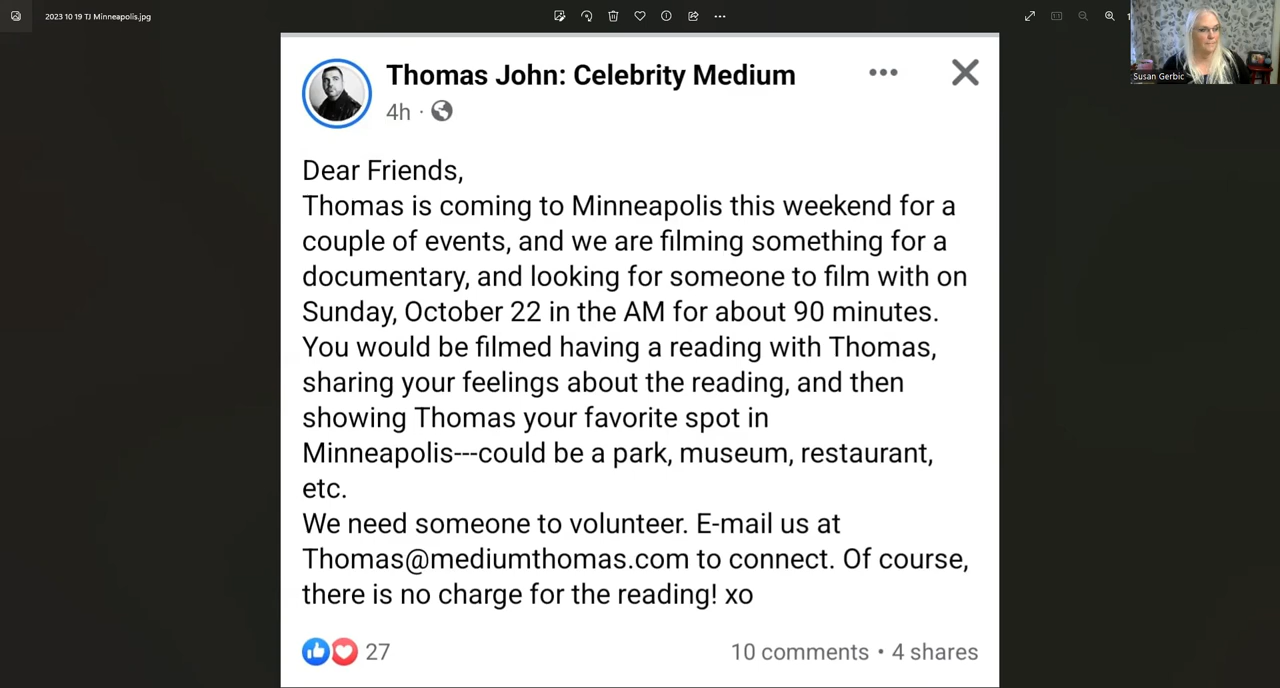 2023 10 19 TJ Minneapolis.jpg
Susan Gerbic
Thomas John: Celebrity Medium
4h ·
Dear Friends,
Thomas is coming to Minneapolis this weekend for a
couple of events, and we are filming something for a
documentary, and looking for someone to film with on
Sunday, October 22 in the AM for about 90 minutes.
You would be filmed having a reading with Thomas,
sharing your feelings about the reading, and then
showing Thomas your favorite spot in
Minneapolis---could be a park, museum, restaurant,
etc.
We need someone to volunteer. E-mail us at
Thomas@mediumthomas.com to connect. Of course,
there is no charge for the reading! xo
27
10 comments • 4 shares